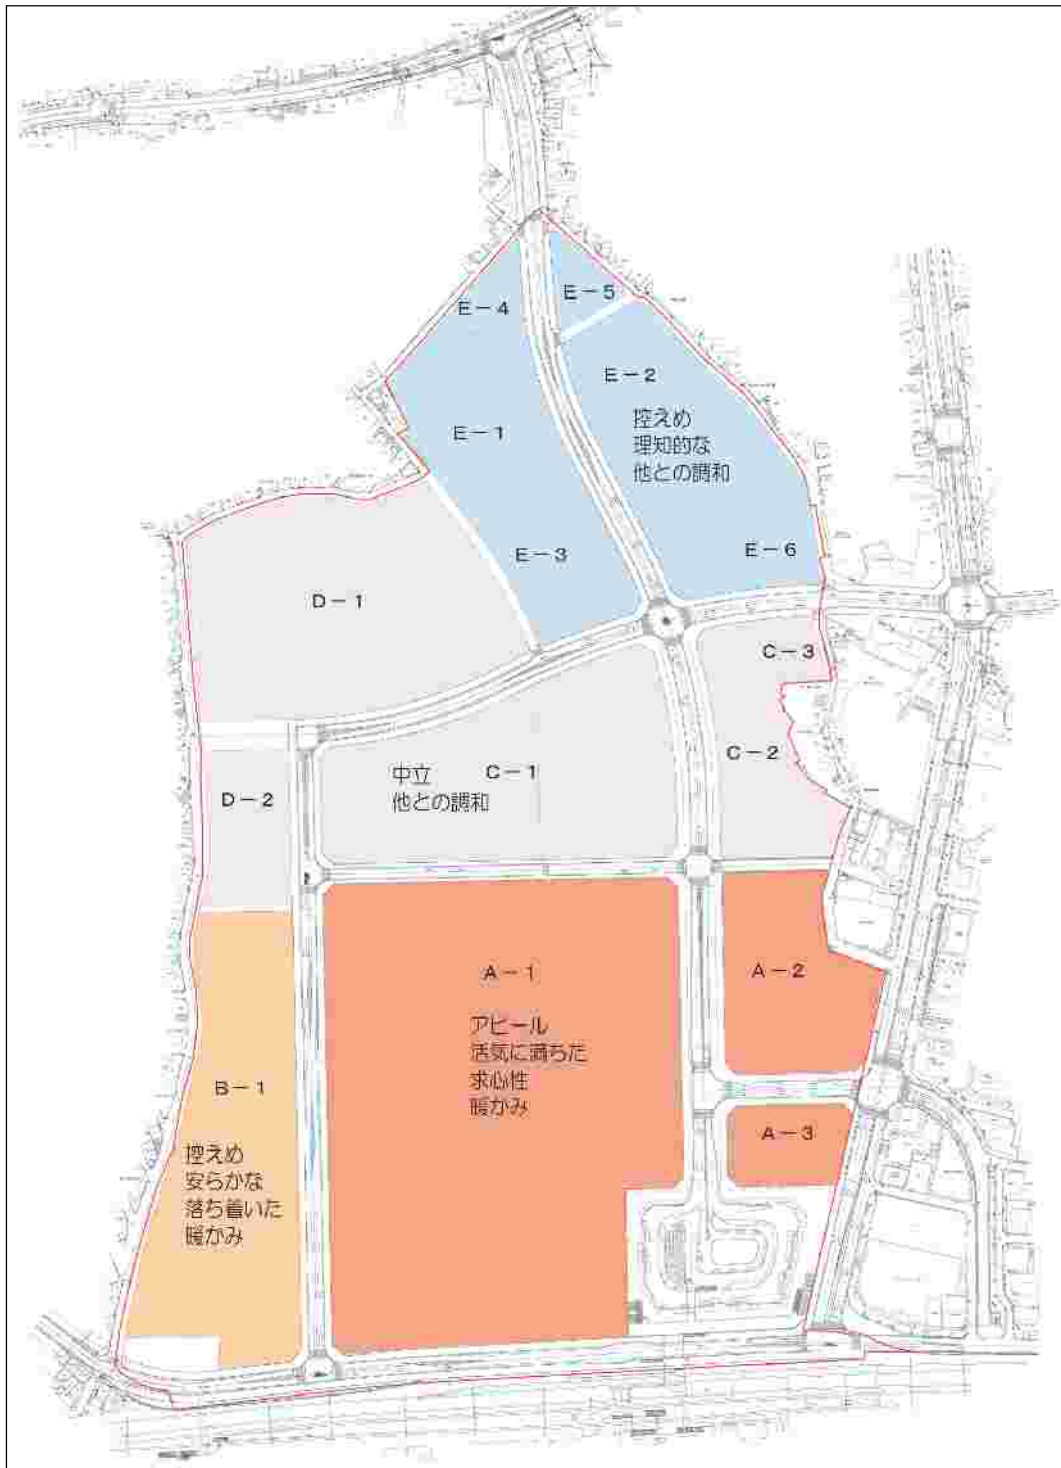 E-5
E-4
E-2
控えめ
理知的な
他との調和
E-1
E-3
E-6
D-1
C-3
C-2
中立
他との調和
C-1
D-2
A-1
アピール
活気に満ちた
求心性
暖かみ
A-2
B-1
控えめ
安らかな
落ち着いた
暖かみ
A-3